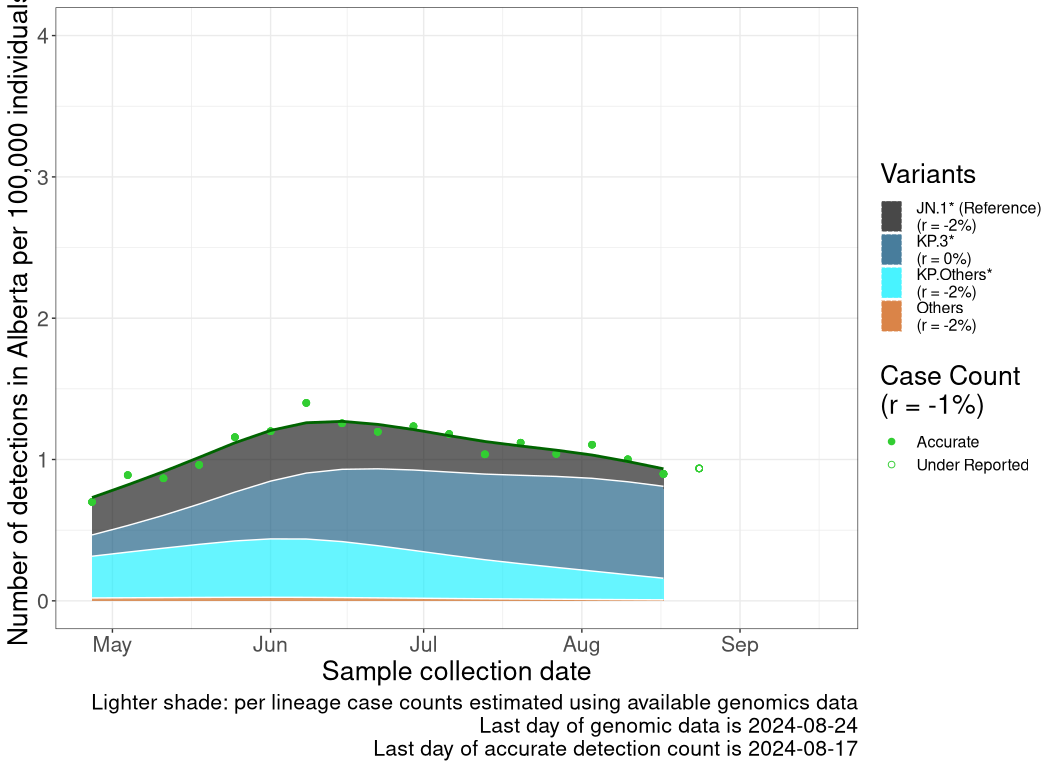 Number of detections in Alberta per 100,000 individuals
4
3
2
1
0
May Jun Jul Aug Sep
Sample collection date
Lighter shade: per lineage case counts estimated using available genomics data
Last day of genomic data is 2024-08-24
Last day of accurate detection count is 2024-08-17
Variants
JN.1* (Reference)
(r = -2%)
KP.3*
(r = 0%)
KP.Others*
(r = -2%)
Others
(r = -2%)
Case Count
(r = -1%)
Accurate
Under Reported